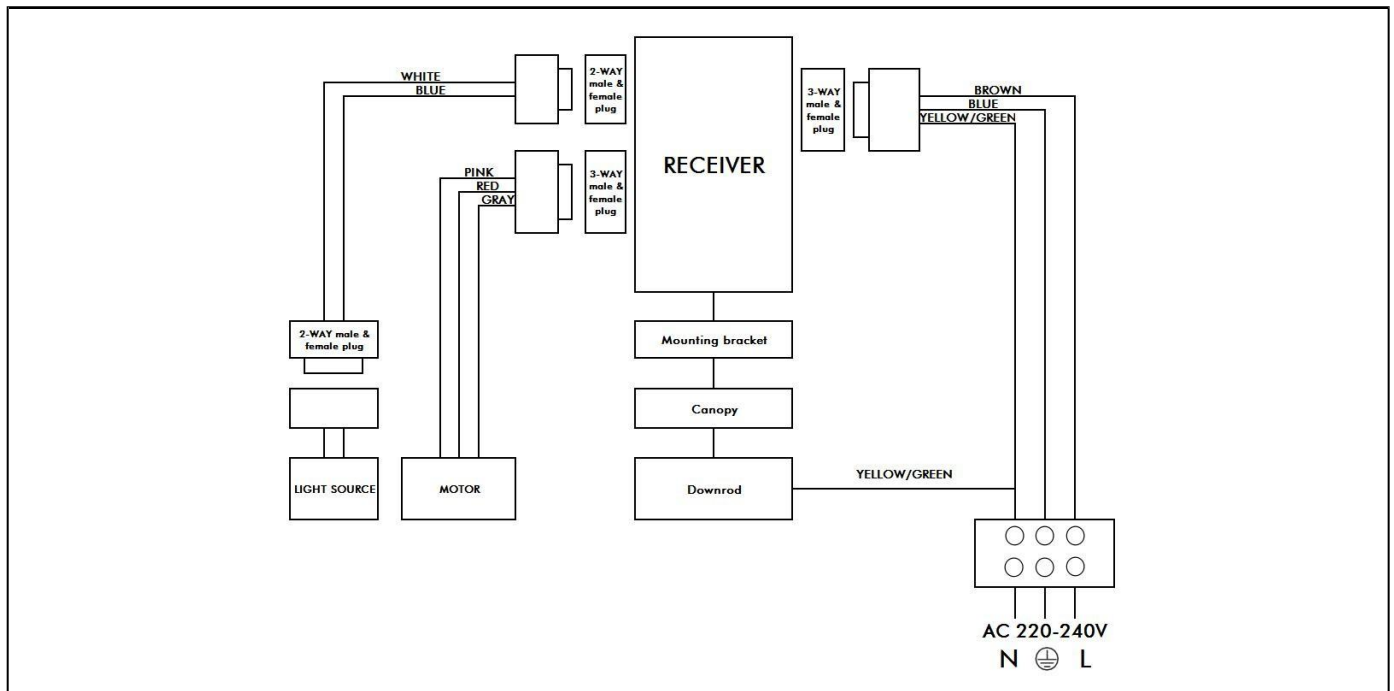 WHITE
BLUE
2-WAY
male &
female
plug
RECEIVER
3-WAY
male &
female
plug
BROWN
BLUE
YELLOW/GREEN
PINK
RED
GRAY
3-WAY
male &
female
plug
2-WAY male &
female plug
Mounting bracket
Canopy
LIGHT SOURCE
MOTOR
Downrod
YELLOW/GREEN
AC 220-240V
N L